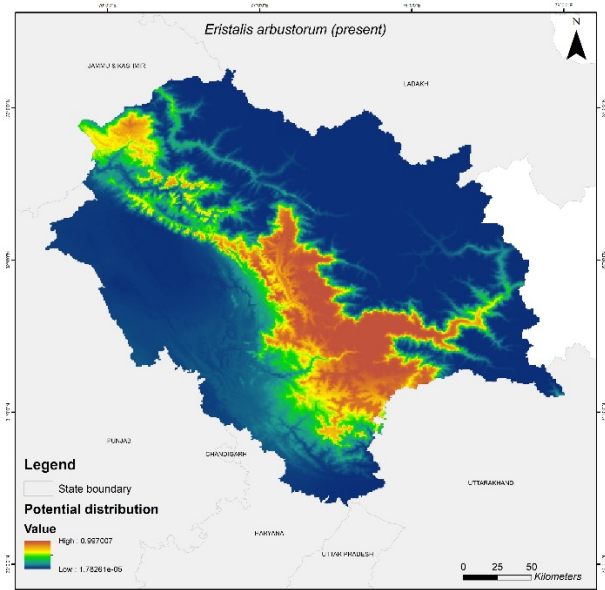 Eristalis arbustorum (present)
N
JAMMU & KASHMIR
LADAKH
PUNJAB
CHANDIGARH
UTTARAKHAND
HARYANA
UTTAR PRADESH
Legend
State boundary
Potential distribution
Value
High : 0.997007
Low : 1.78261e-05
0 25 50
Kilometers